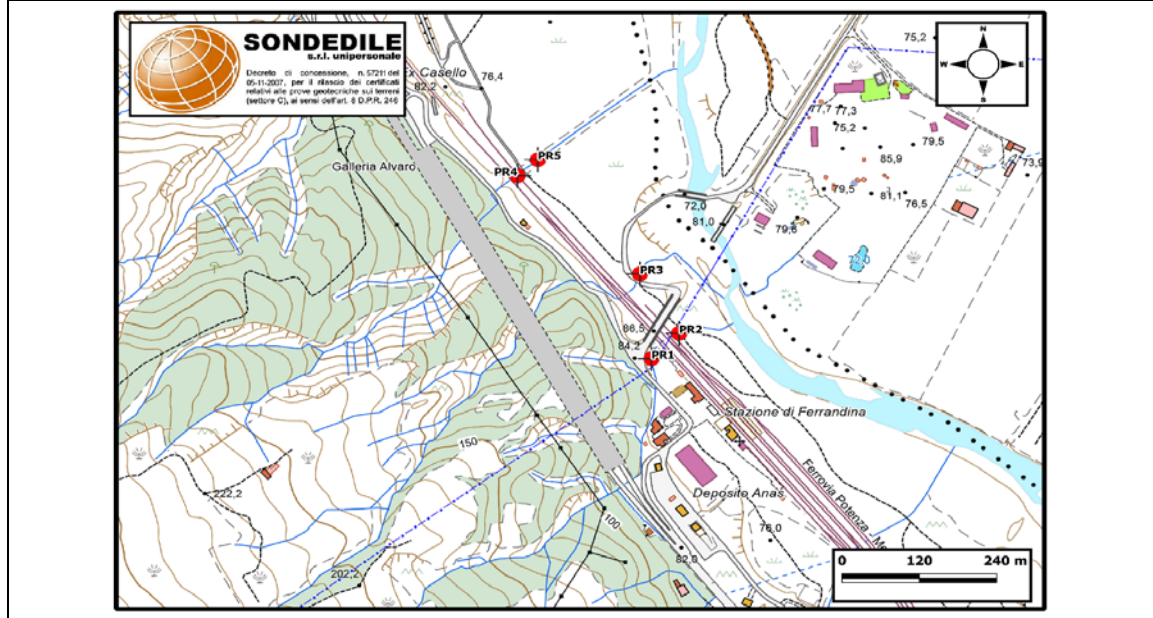 SONDEDILE
s.r.l. unipersonale
Decreto di concessione, n. 57211 del
05-11-2007, per il rilascio dei certificati
relativi alle prove geotecniche sui terreni
(settore C), ai sensi dell'art. 8 D.P.R. 246
x Casello
82,2
76,4
75,2
N
W
E
S
Galleria Alvaro
PR5
PR4
77,7
77,3
75,2
79,5
85,9
73,9
79,5
81,1
76,5
72,0
81,0
79,8
PR3
86,5
PR2
84,2
PR1
Stazione di Ferrandina
150
Ferrovia Potenza - Me
Deposito Anas
222,2
100
76,0
82,0
202,2
0
120
240 m